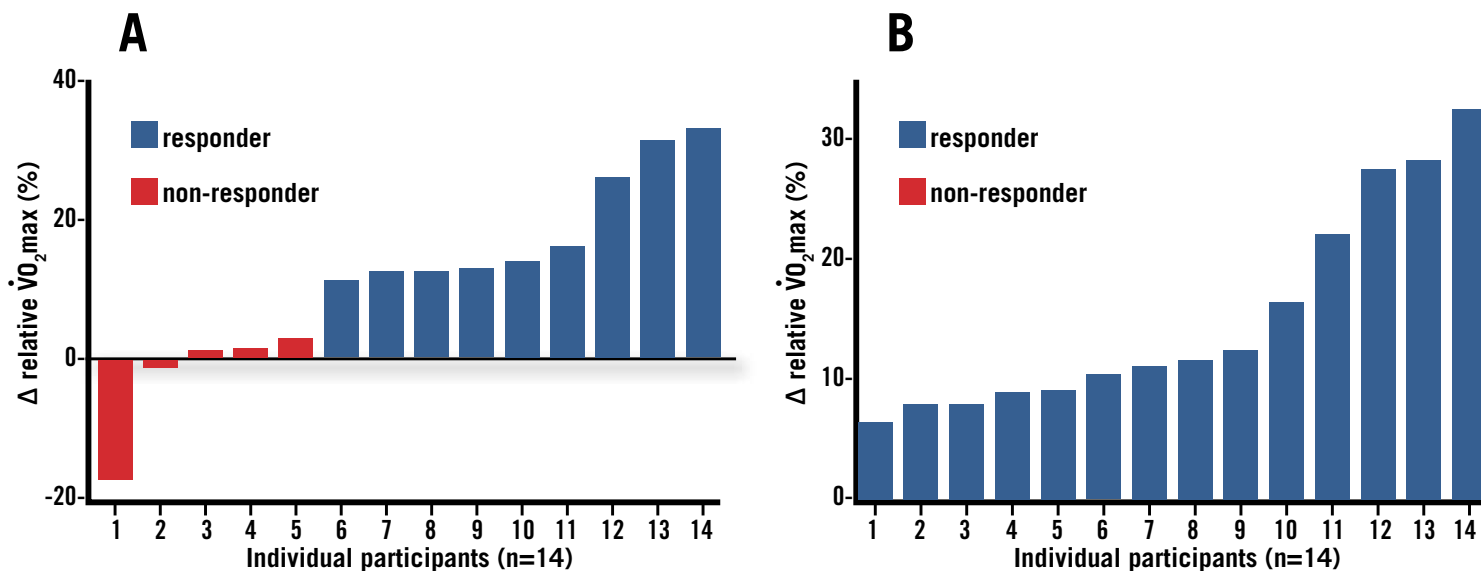 A
40-
20-
0-
-20-
Δ relative V̇O₂max (%)
responder
non-responder
1 2 3 4 5 6 7 8 9 10 11 12 13 14
Individual participants (n=14)
B
30-
20-
10-
0-
Δ relative V̇O₂max (%)
responder
non-responder
1 2 3 4 5 6 7 8 9 10 11 12 13 14
Individual participants (n=14)